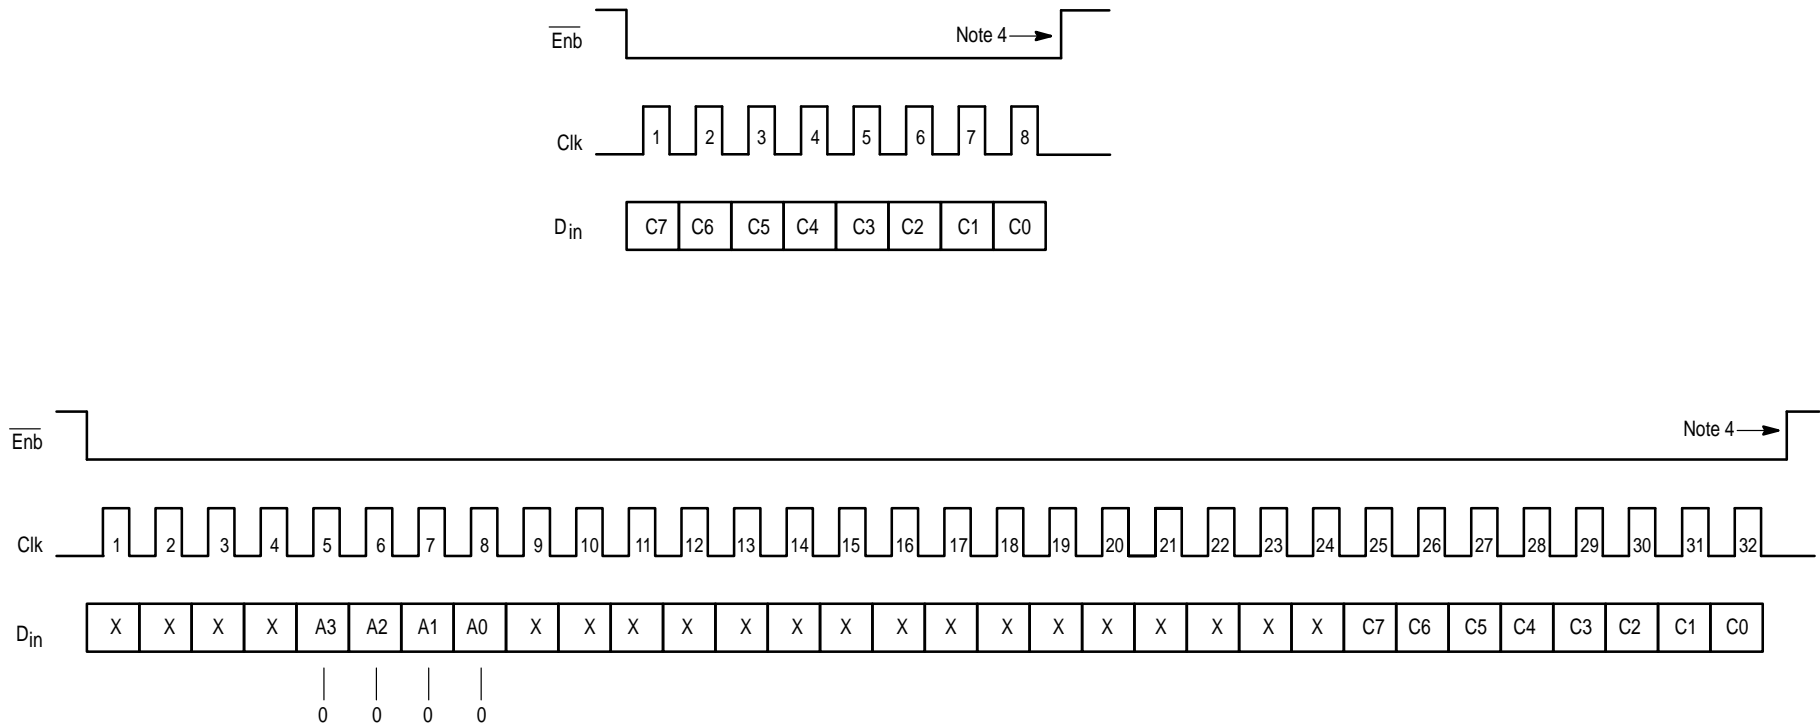 Enb Note 4
Clk 1 2 3 4 5 6 7 8
Din C7 C6 C5 C4 C3 C2 C1 C0
Enb Note 4
Clk 1 2 3 4 5 6 7 8 9 10 11 12 13 14 15 16 17 18 19 20 21 22 23 24 25 26 27 28 29 30 31 32
Din X X X X A3 A2 A1 A0 X X X X X X X X X X X X X X X X C7 C6 C5 C4 C3 C2 C1 C0
0 0 0 0